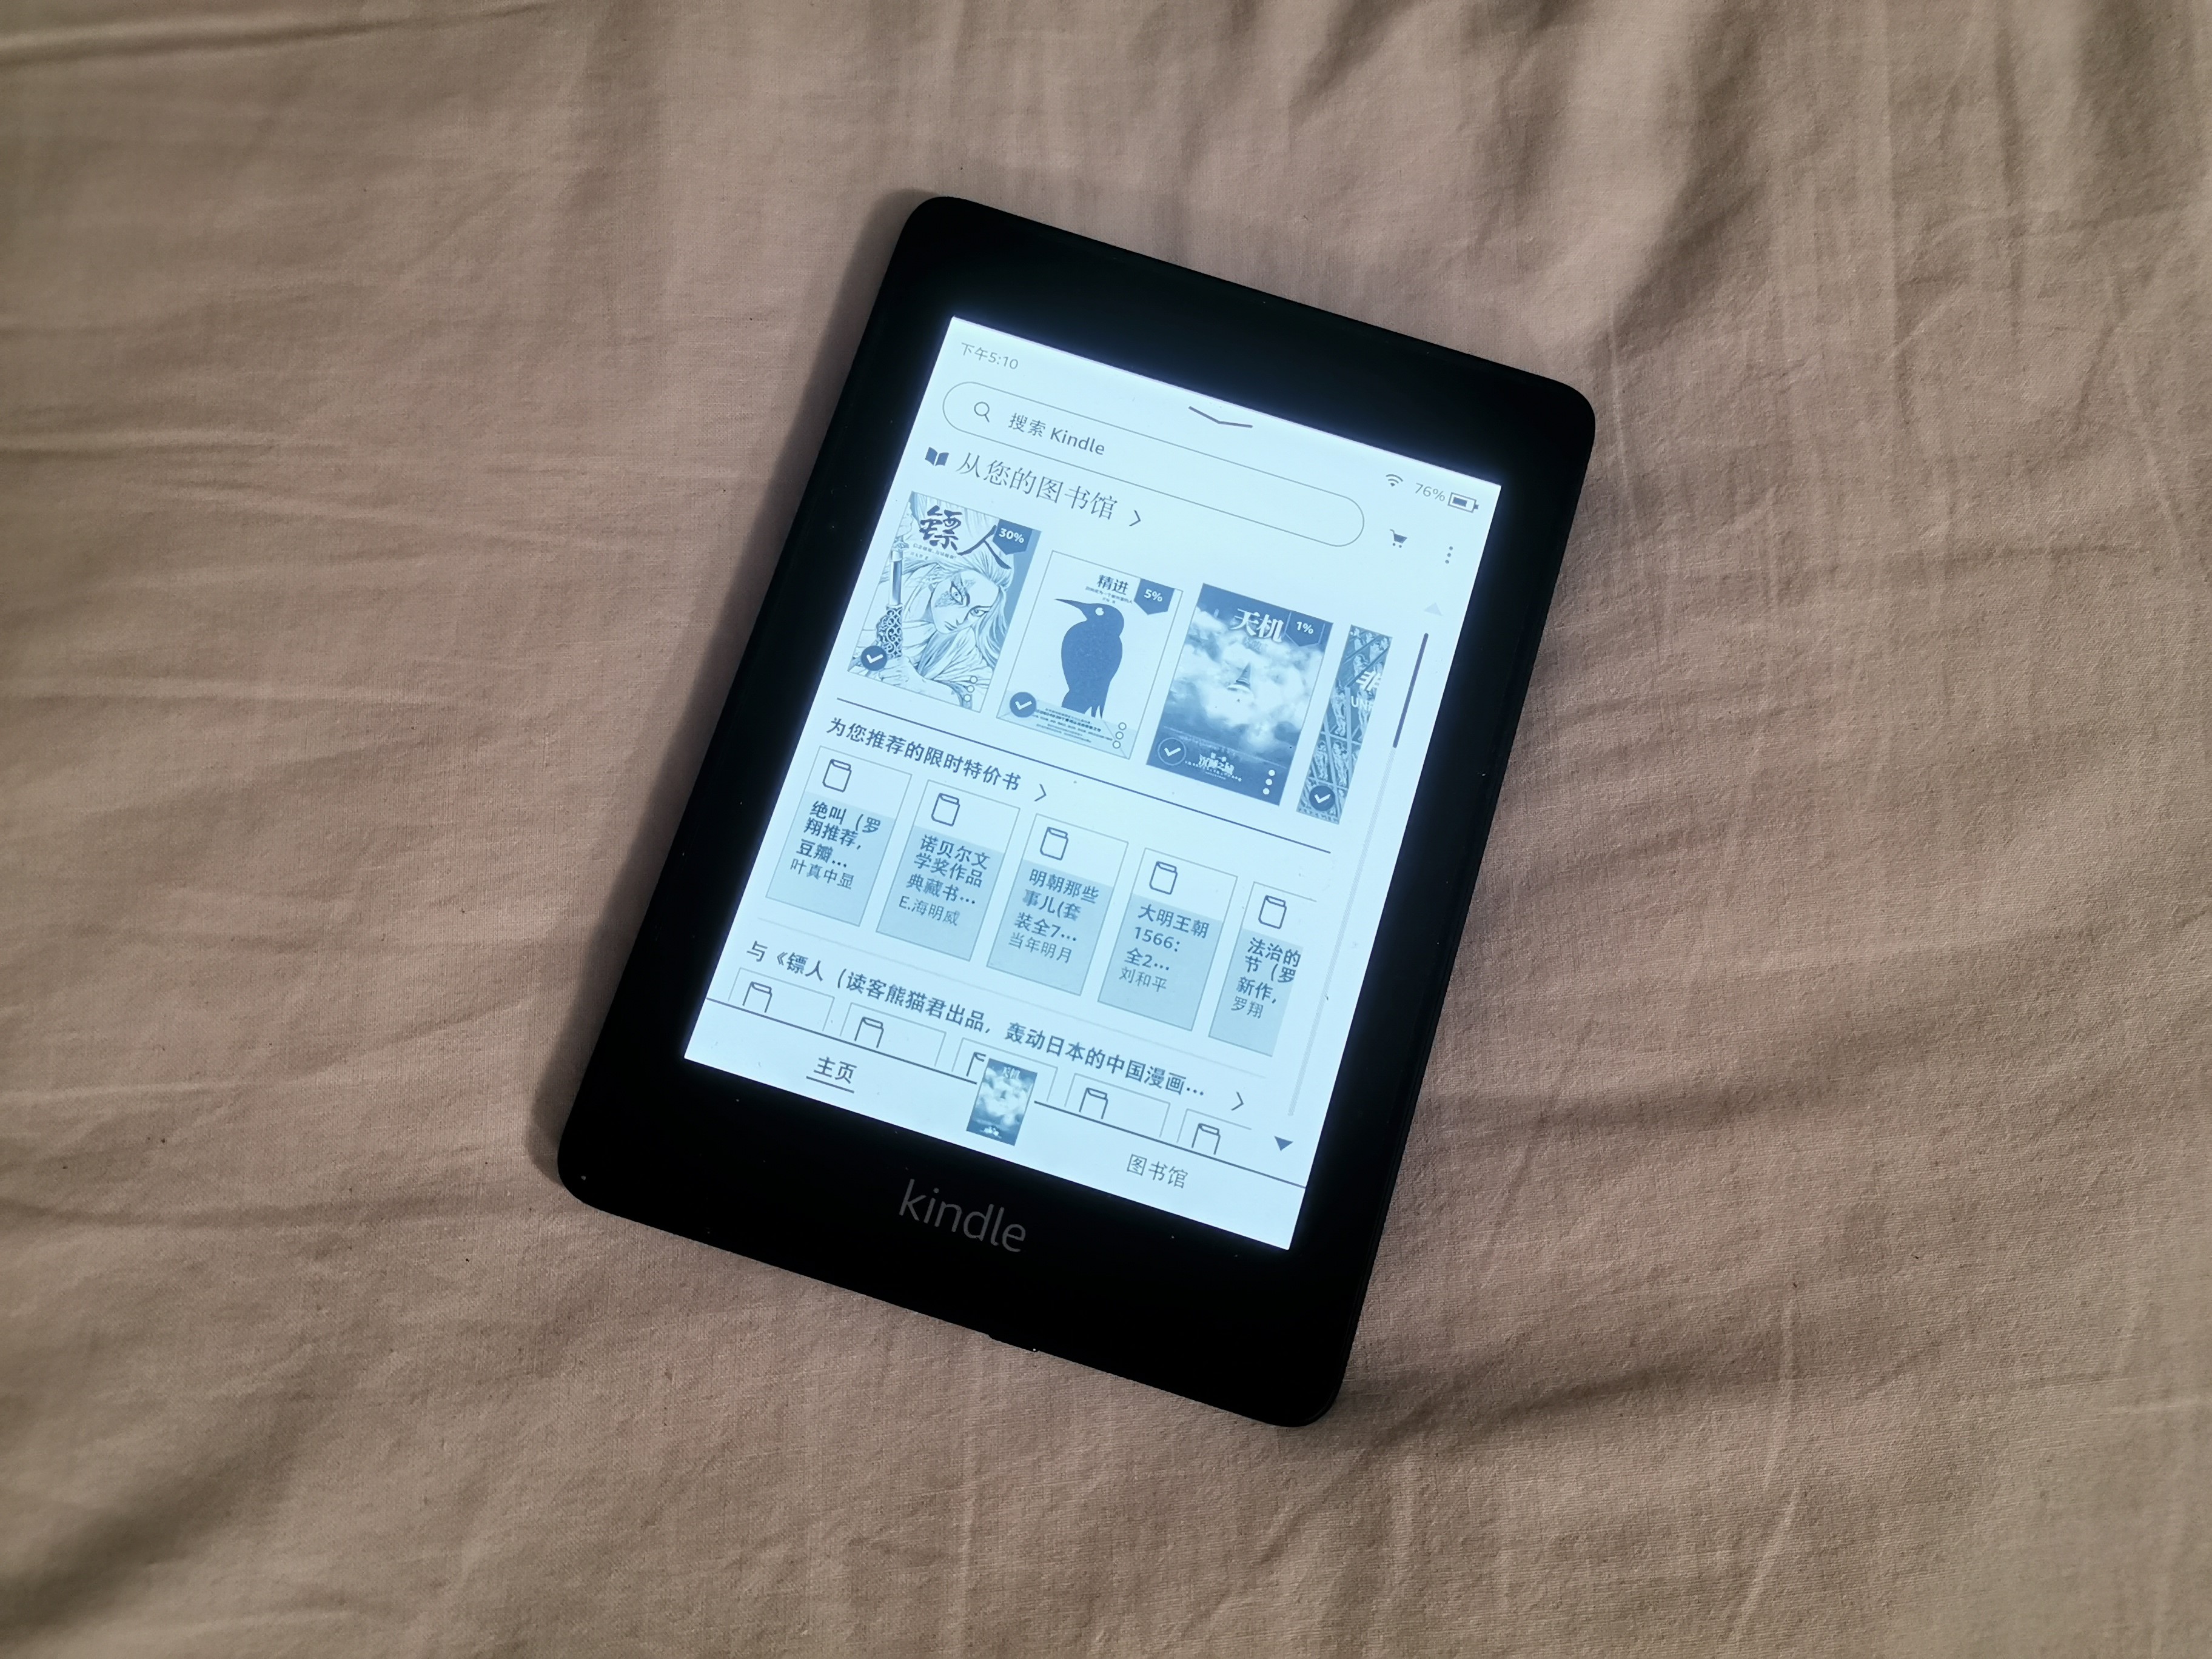 下午5:10
76%
搜索 Kindle
从您的图书馆
镖人
30%
精进
5%
天机
1%
UN
为您推荐的限时特价书
绝叫（罗
翔推荐，
豆瓣...
叶真中显
诺贝尔文
学奖作品
典藏书...
E.海明威
明朝那些
事儿(套
装全7...
当年明月
大明王朝
1566：
全2...
刘和平
法治的
节（罗
新作，
罗翔
与《镖人（读客熊猫君出品，轰动日本的中国漫画...
主页
天机
图书馆
kindle